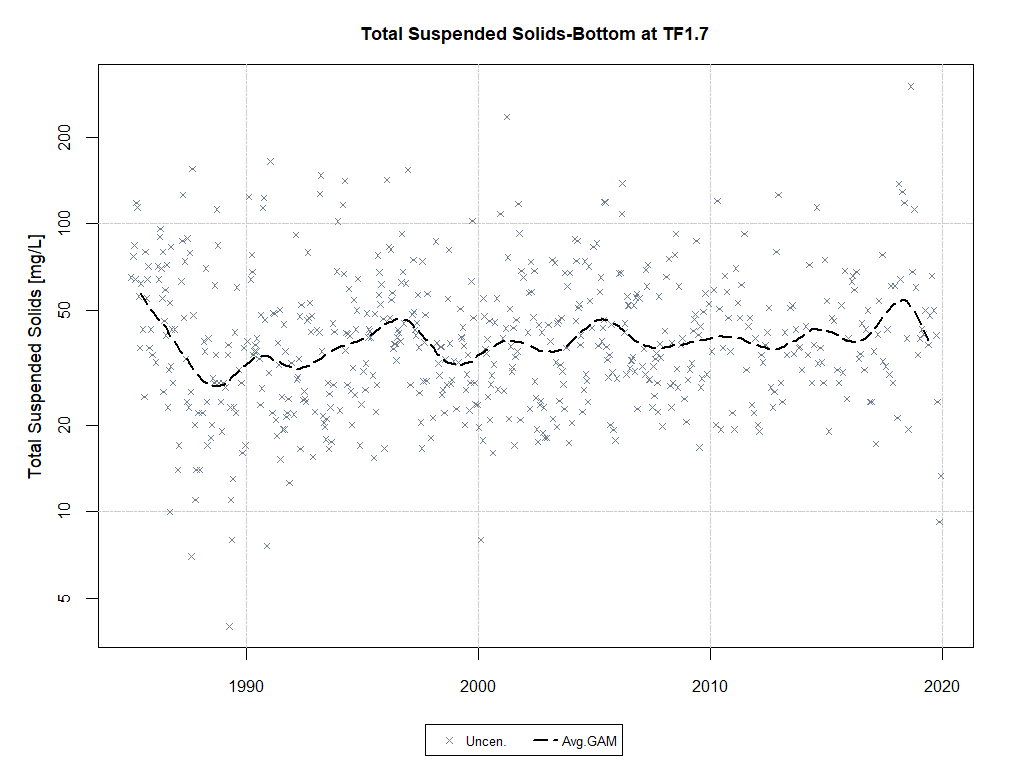 Total Suspended Solids-Bottom at TF1.7
Total Suspended Solids [mg/L]
200
100
50
20
10
5
1990 2000 2010 2020
Uncen. Avg.GAM